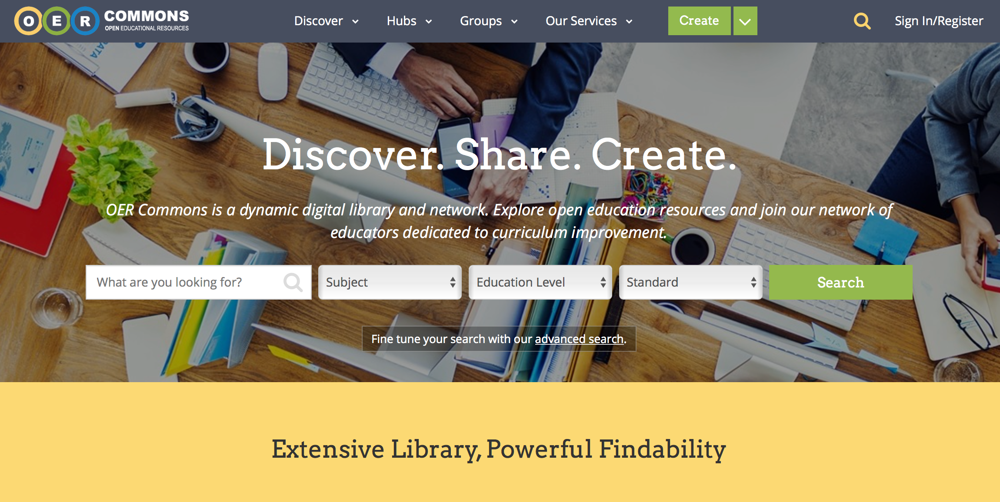 O E R COMMONS
OPEN EDUCATIONAL RESOURCES
Discover
Hubs
Groups
Our Services
Create
Sign In/Register
DATA
Discover. Share. Create.
OER Commons is a dynamic digital library and network. Explore open education resources and join our network of
educators dedicated to curriculum improvement.
What are you looking for?
Subject
Education Level
Standard
Search
Fine tune your search with our advanced search.
Extensive Library, Powerful Findability